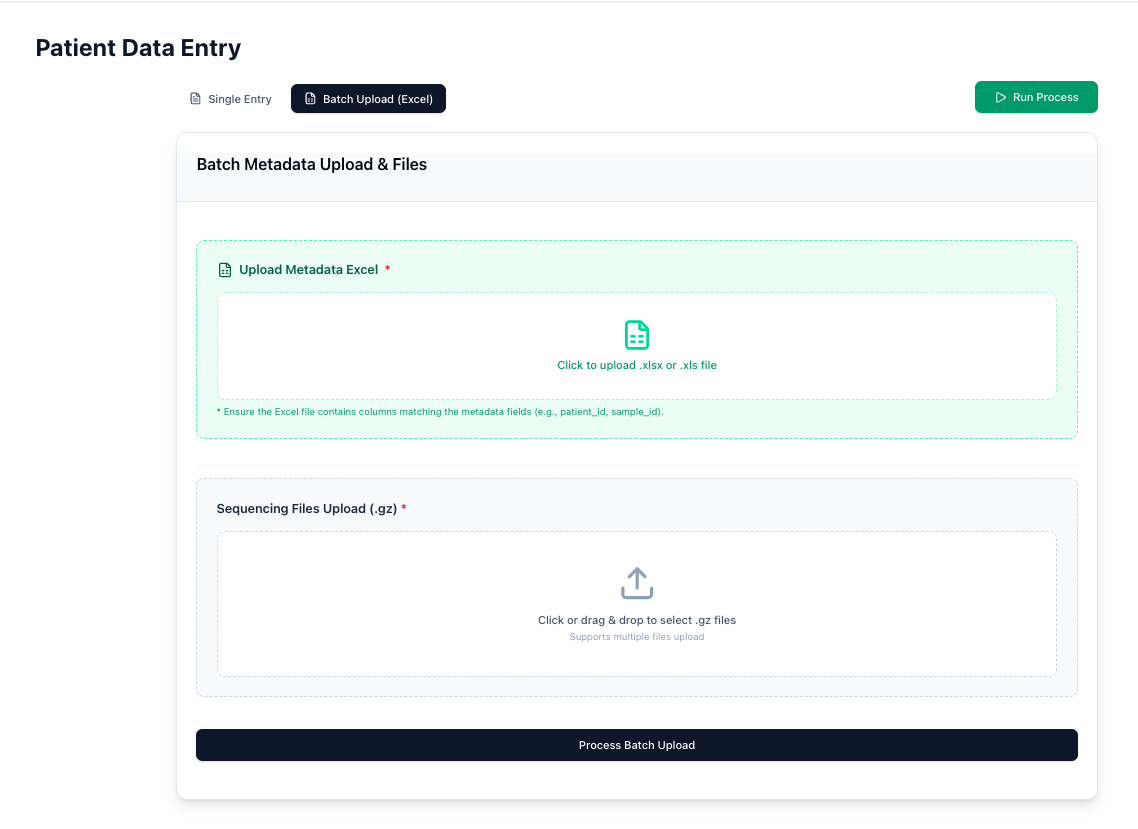 Patient Data Entry
Single Entry
Batch Upload (Excel)
Run Process
Batch Metadata Upload & Files
Upload Metadata Excel *
Click to upload .xlsx or .xls file
* Ensure the Excel file contains columns matching the metadata fields (e.g., patient_id, sample_id).
Sequencing Files Upload (.gz) *
Click or drag & drop to select .gz files
Supports multiple files upload
Process Batch Upload